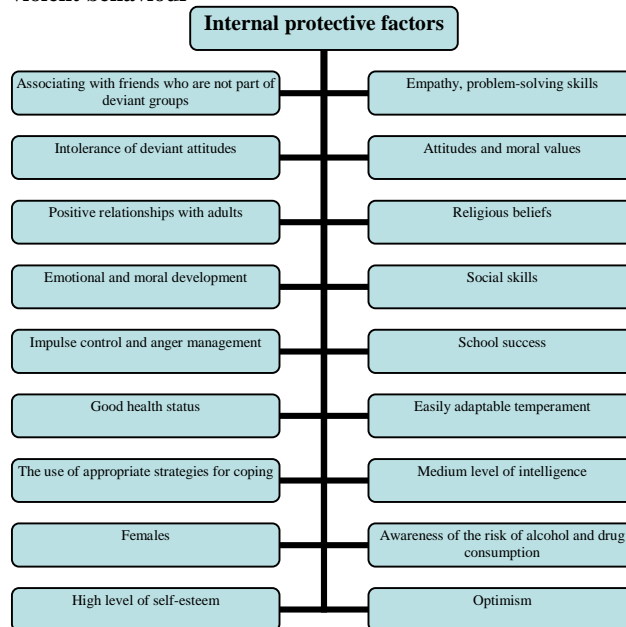 violent behaviour
Internal protective factors
Associating with friends who are not part of
deviant groups
Empathy, problem-solving skills
Intolerance of deviant attitudes
Attitudes and moral values
Positive relationships with adults
Religious beliefs
Emotional and moral development
Social skills
Impulse control and anger management
School success
Good health status
Easily adaptable temperament
The use of appropriate strategies for coping
Medium level of intelligence
Females
Awareness of the risk of alcohol and drug
consumption
High level of self-esteem
Optimism